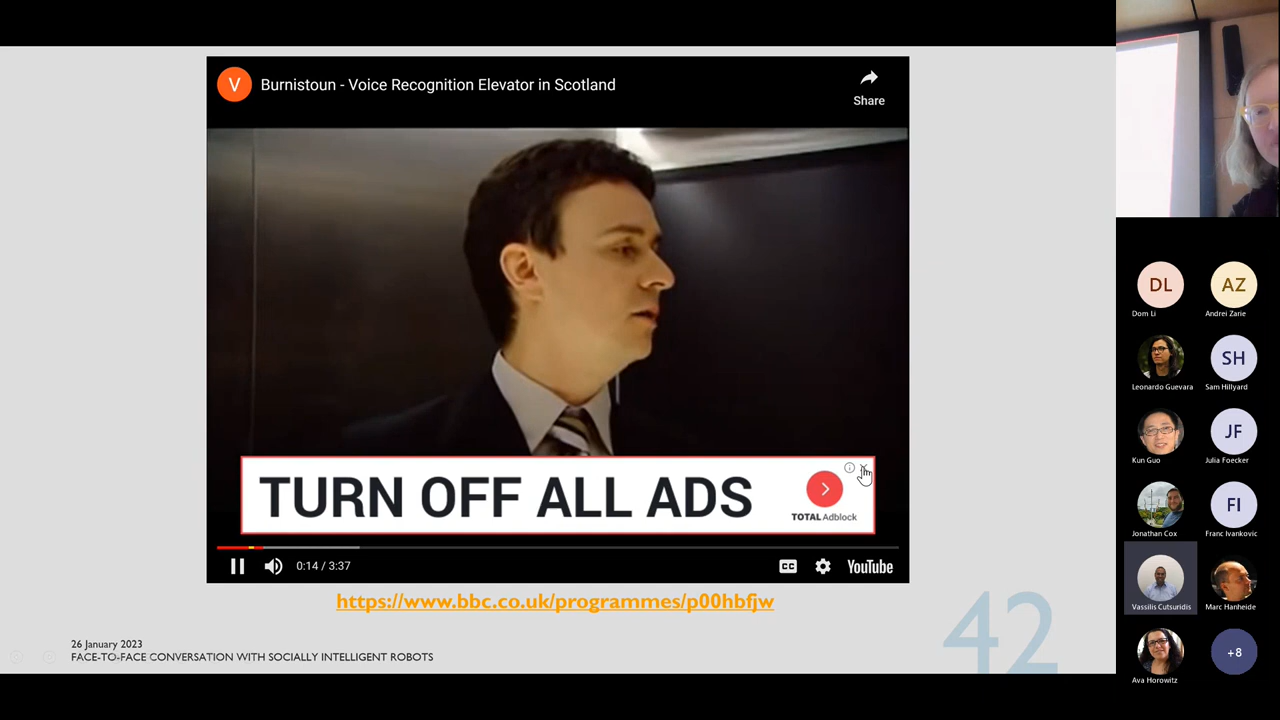 V
Burnistoun - Voice Recognition Elevator in Scotland
Share
TURN OFF ALL ADS
TOTAL Adblock
0:14 / 3:37
CC
YouTube
https://www.bbc.co.uk/programmes/p00hbfjw
26 January 2023
FACE-TO-FACE CONVERSATION WITH SOCIALLY INTELLIGENT ROBOTS
42
DL
AZ
Dom Li
Andrei Zarie
SH
Leonardo Guevara
Sam Hillyard
JF
Kun Guo
Julia Foecker
FI
Jonathan Cox
Franc Ivankovic
Vassilis Cutsuridis
Marc Hanheide
+8
Ava Horowitz